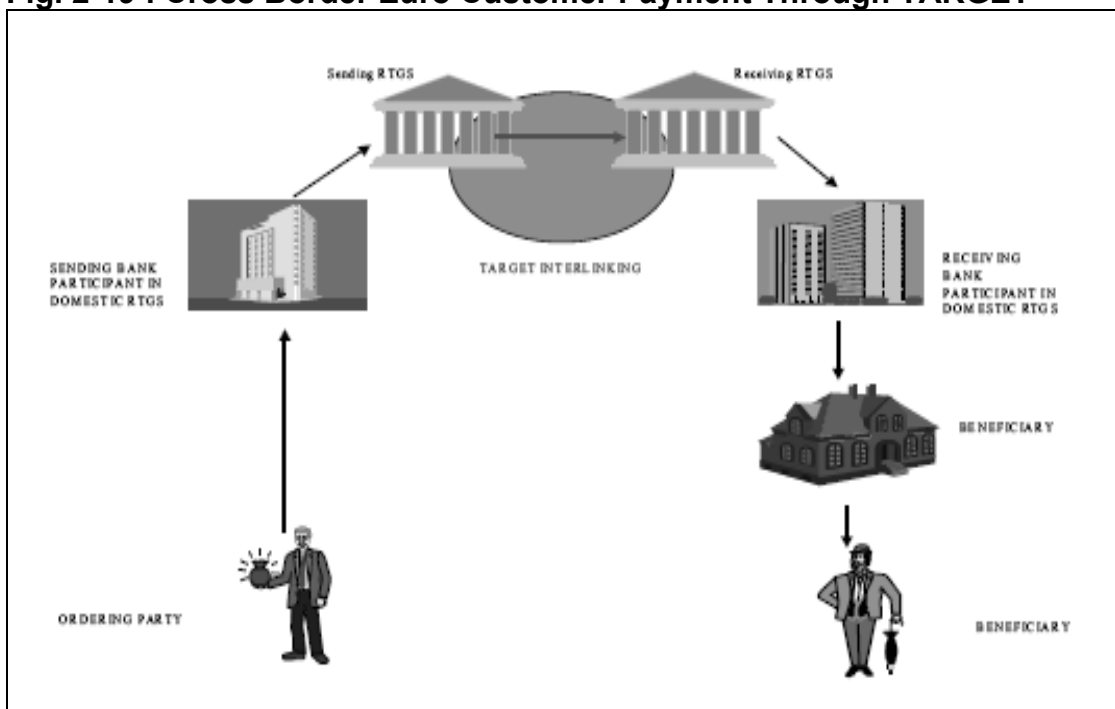 Fig. 2-10 : Cross Border Euro Customer Payment Through TARGET
Sending RTGS
Receiving RTGS
SENDING BANK
PARTICIPANT IN
DOMESTIC RTGS
TARGET INTERLINKING
RECEIVING
BANK
PARTICIPANT IN
DOMESTIC RTGS
BENEFICIARY
ORDERING PARTY
BENEFICIARY